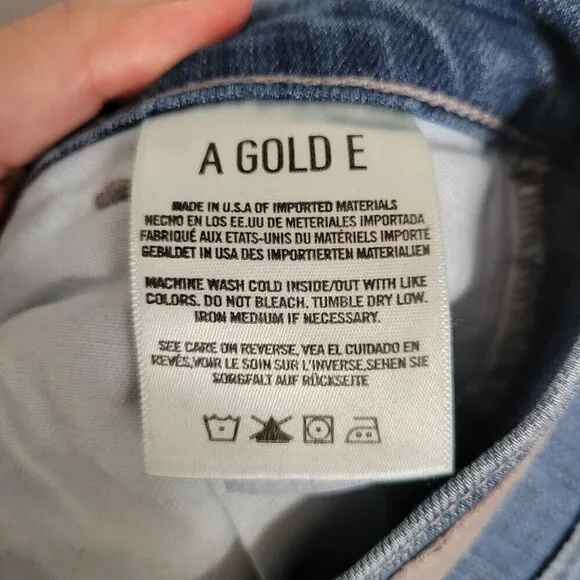 A GOLD E
MADE IN U.S.A OF IMPORTED MATERIALS
HECHO EN LOS EE.UU DE METERIALES IMPORTADA
FABRIQUÉ AUX ETATS-UNIS DU MATÉRIELS IMPORTÉ
GEBILDET IN USA DES IMPORTIERTEN MATERIALIEN
MACHINE WASH COLD INSIDE/OUT WITH LIKE
COLORS. DO NOT BLEACH. TUMBLE DRY LOW.
IRON MEDIUM IF NECESSARY.
SEE CARE ON REVERSE, VEA EL CUIDADO EN
REVÉS,VOIR LE SOIN SUR L'INVERSE,SEHEN SIE
SORGFALT AUF RÜCKSEITE